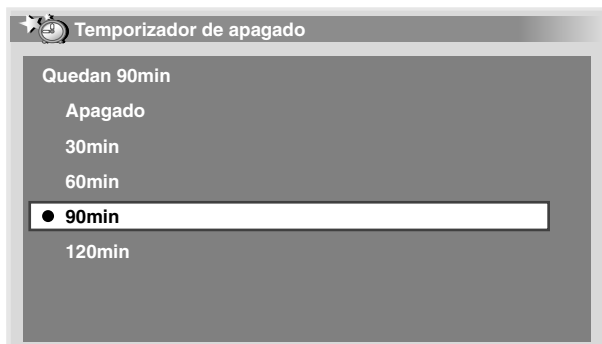 Temporizador de apagado
Quedan 90min
Apagado
30min
60min
90min
120min